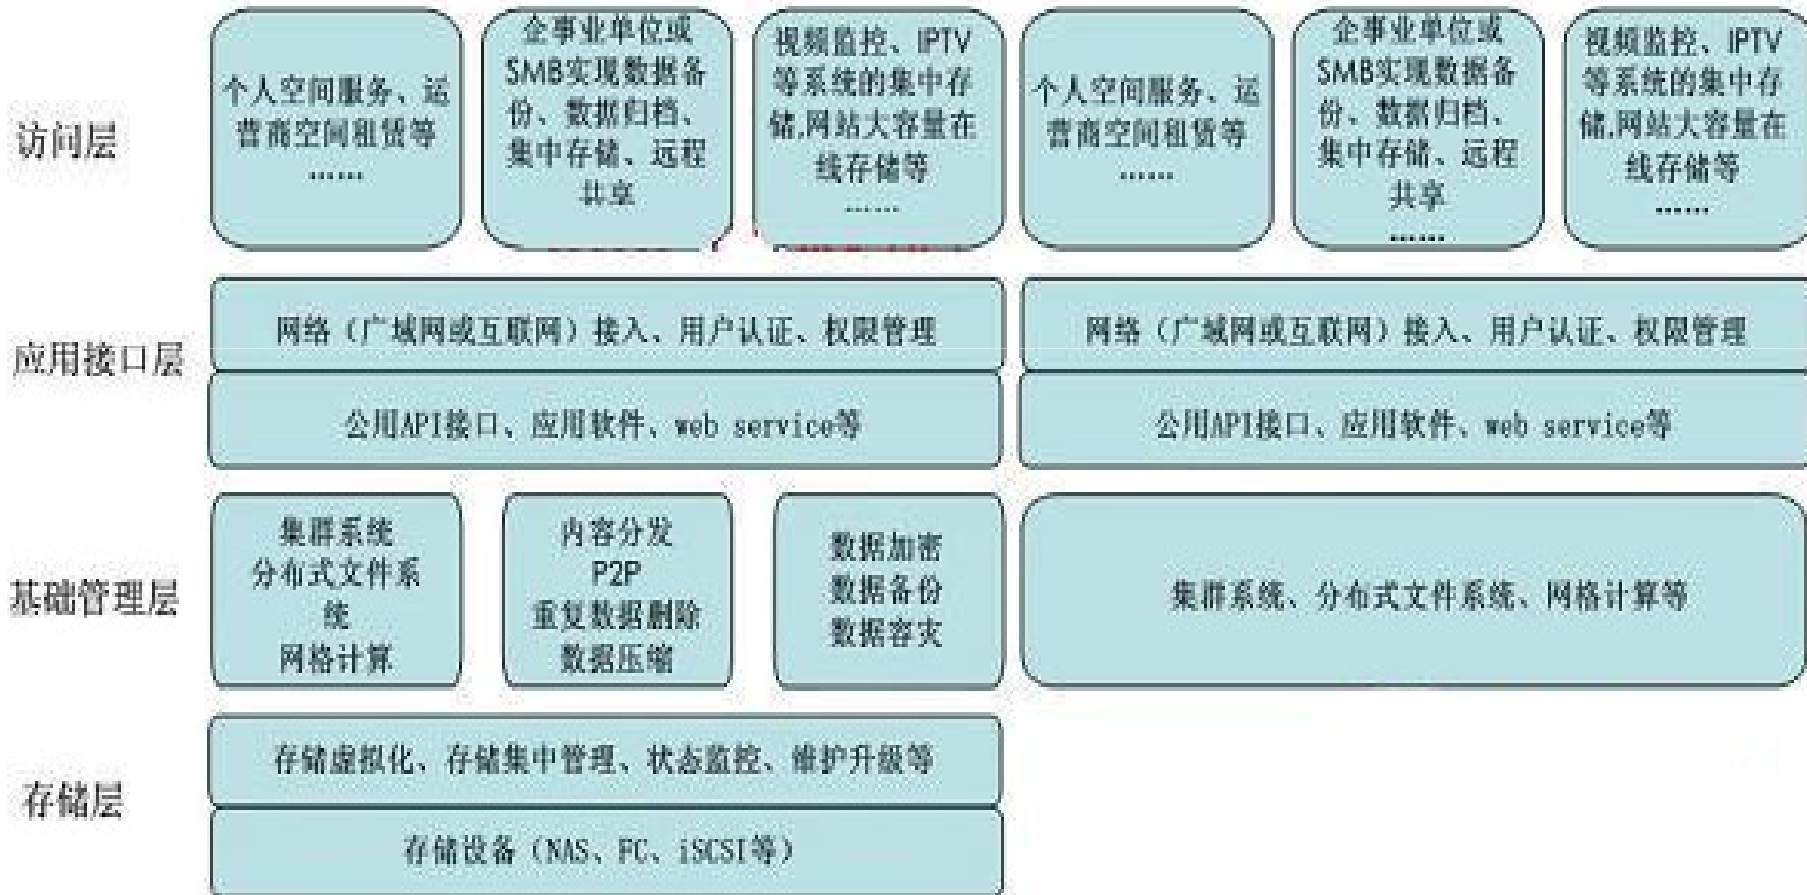 访问层
个人空间服务、运
营商空间租赁等
……
企事业单位或
SMB实现数据备
份、数据归档、
集中存储、远程
共享
视频监控、IPTV
等系统的集中存
储,网站大容量在
线存储等
……
个人空间服务、运
营商空间租赁等
……
企事业单位或
SMB实现数据备
份、数据归档、
集中存储、远程
共享
……
视频监控、IPTV
等系统的集中存
储,网站大容量在
线存储等
……
应用接口层
网络（广域网或互联网）接入、用户认证、权限管理
公用API接口、应用软件、web service等
网络（广域网或互联网）接入、用户认证、权限管理
公用API接口、应用软件、web service等
基础管理层
集群系统
分布式文件系
统
网格计算
内容分发
P2P
重复数据删除
数据压缩
数据加密
数据备份
数据容灾
集群系统、分布式文件系统、网格计算等
存储层
存储虚拟化、存储集中管理、状态监控、维护升级等
存储设备（NAS、FC、iSCSI等）